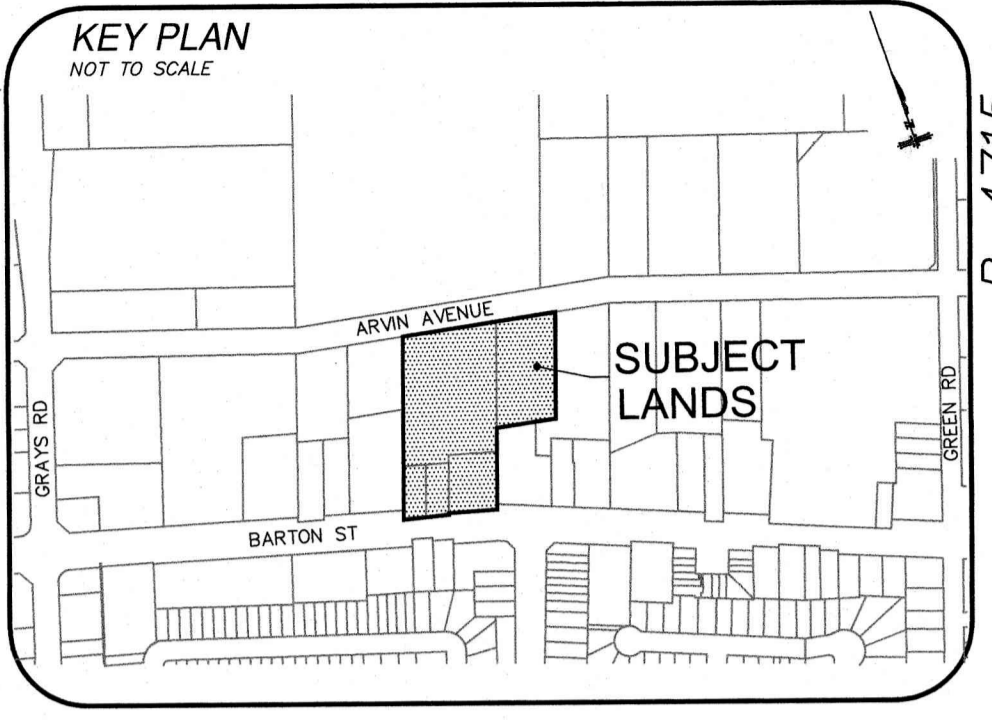 KEY PLAN
NOT TO SCALE
N
ARVIN AVENUE
SUBJECT
LANDS
GRAYS RD
GREEN RD
BARTON ST